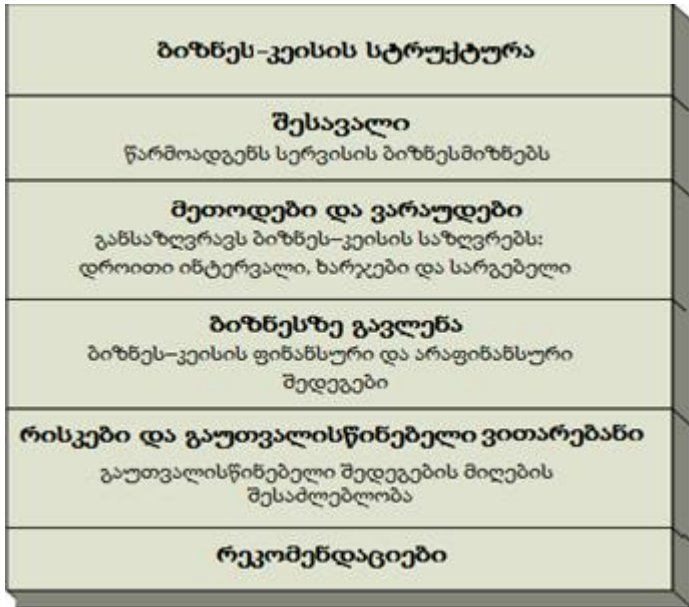 ბიზნეს-კეისის სტრუქტურა
შესავალი
წარმოადგენს სერვისის ბიზნესმიზნებს
მეთოდები და ვარაუდები
განსაზღვრავს ბიზნეს–კეისის საზღვრებს:
დროითი ინტერვალი, ხარჯები და სარგებელი
ბიზნესზე გავლენა
ბიზნეს–კეისის ფინანსური და არაფინანსური
შედეგები
რისკები და გაუთვალისწინებელი ვითარებანი
გაუთვალისწინებელი შედეგების მიღების
შესაძლებლობა
რეკომენდაციები